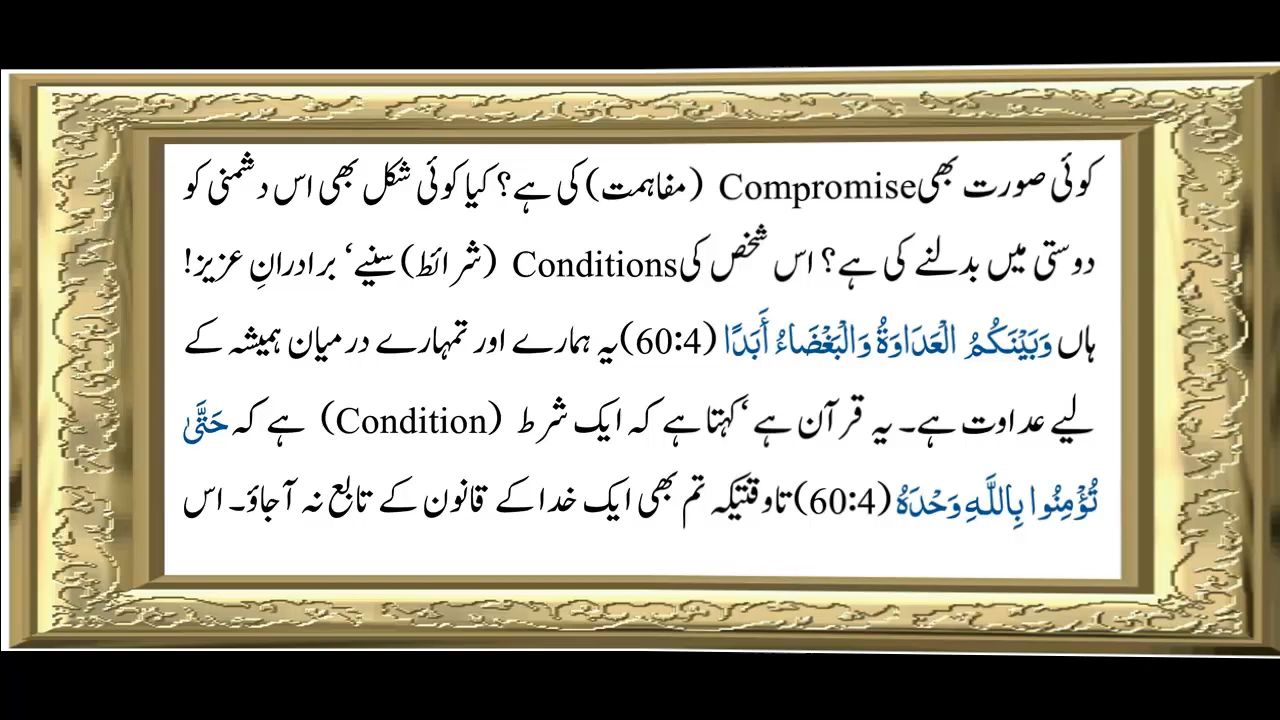 کوئی صورت بھی Compromise (مفاہمت) کی ہے؟ کیا کوئی شکل بھی اس دشمنی کو
دوستی میں بدلنے کی ہے؟ اس شخص کی Conditions (شرائط) سنیے‘ برادرانِ عزیز!
ہاں وَبَيْنَكُمُ الْعَدَاوَةُ وَالْبَغْضَاءُ أَبَدًا (60:4) یہ ہمارے اور تمہارے درمیان ہمیشہ کے
لیے عداوت ہے۔ یہ قرآن ہے‘ کہتا ہے کہ ایک شرط (Condition) ہے کہ حَتَّىٰ
تُؤْمِنُوا بِاللَّهِ وَحْدَهُ (60:4) تاوقتیکہ تم بھی ایک خدا کے قانون کے تابع نہ آجاؤ۔ اس